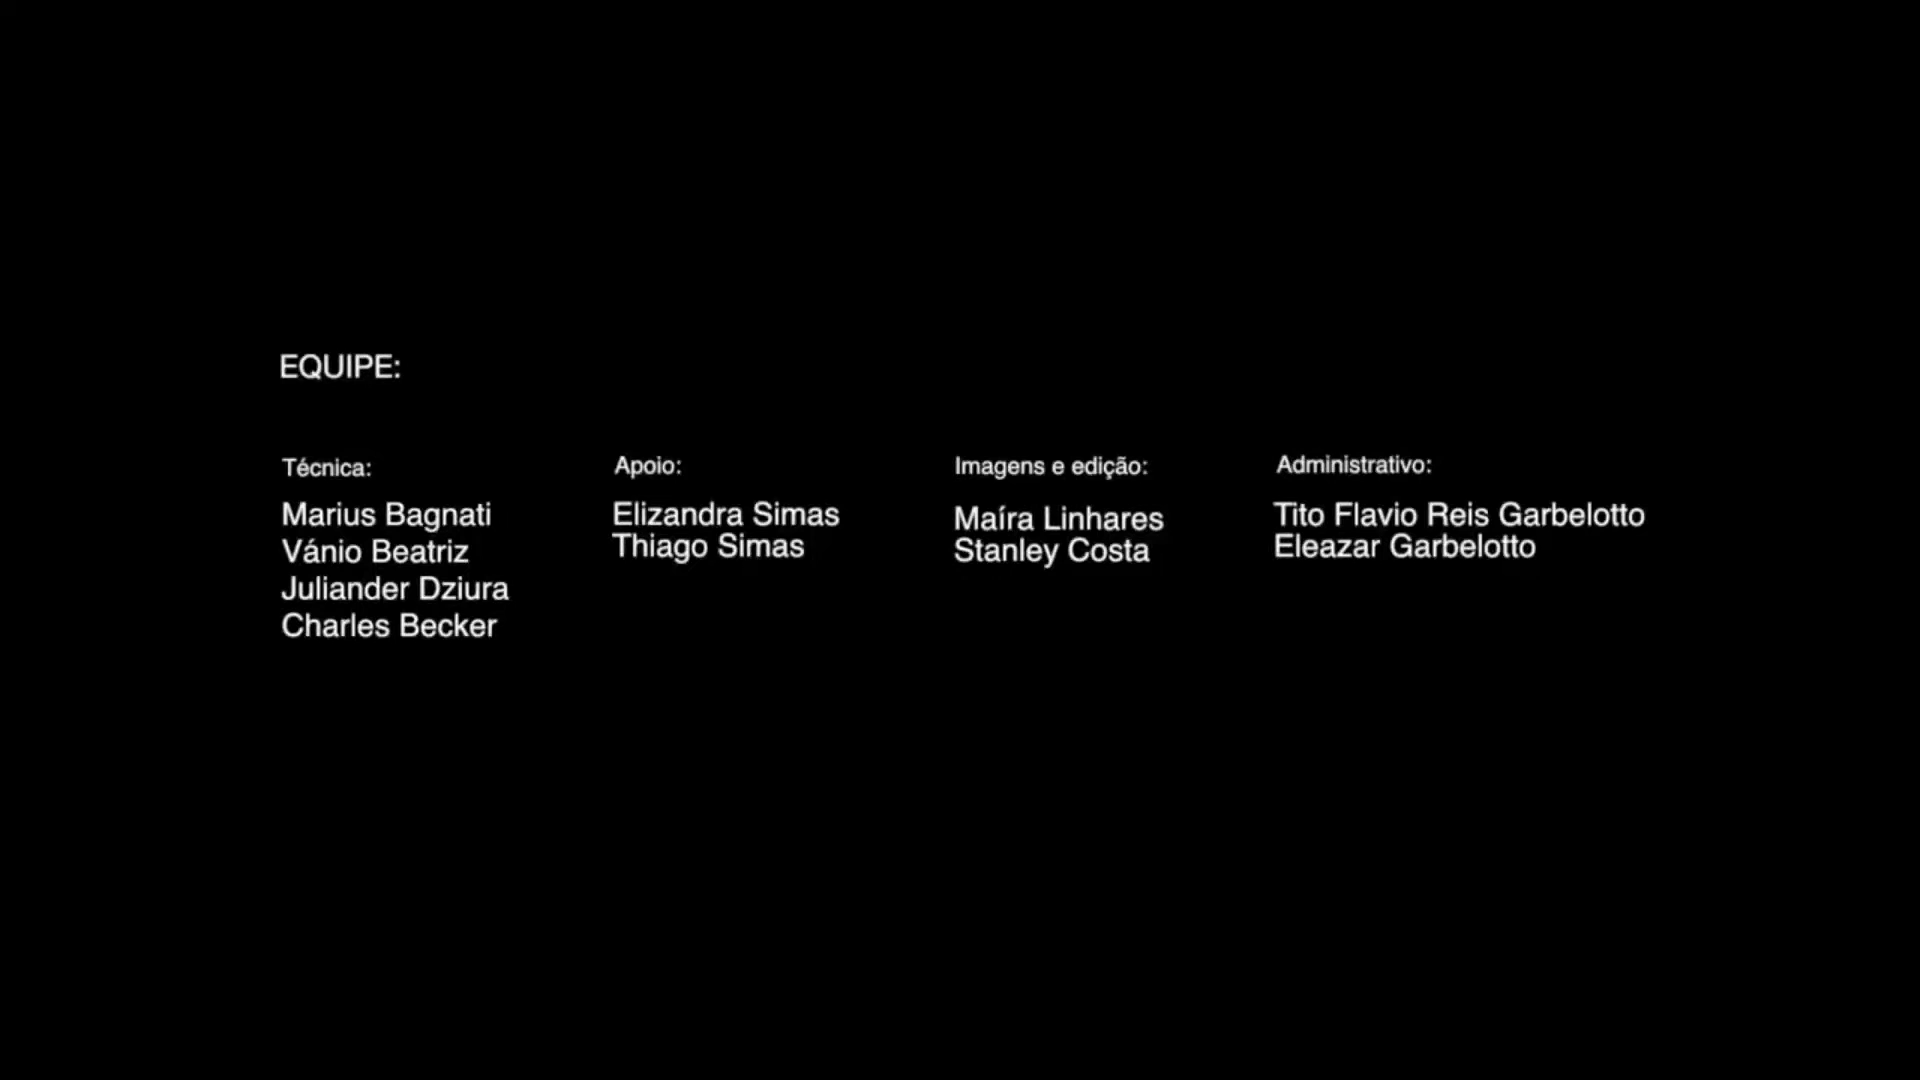 EQUIPE:
Técnica:
Marius Bagnati
Vánio Beatriz
Juliander Dziura
Charles Becker
Apoio:
Elizandra Simas
Thiago Simas
Imagens e edição:
Maíra Linhares
Stanley Costa
Administrativo:
Tito Flavio Reis Garbelotto
Eleazar Garbelotto